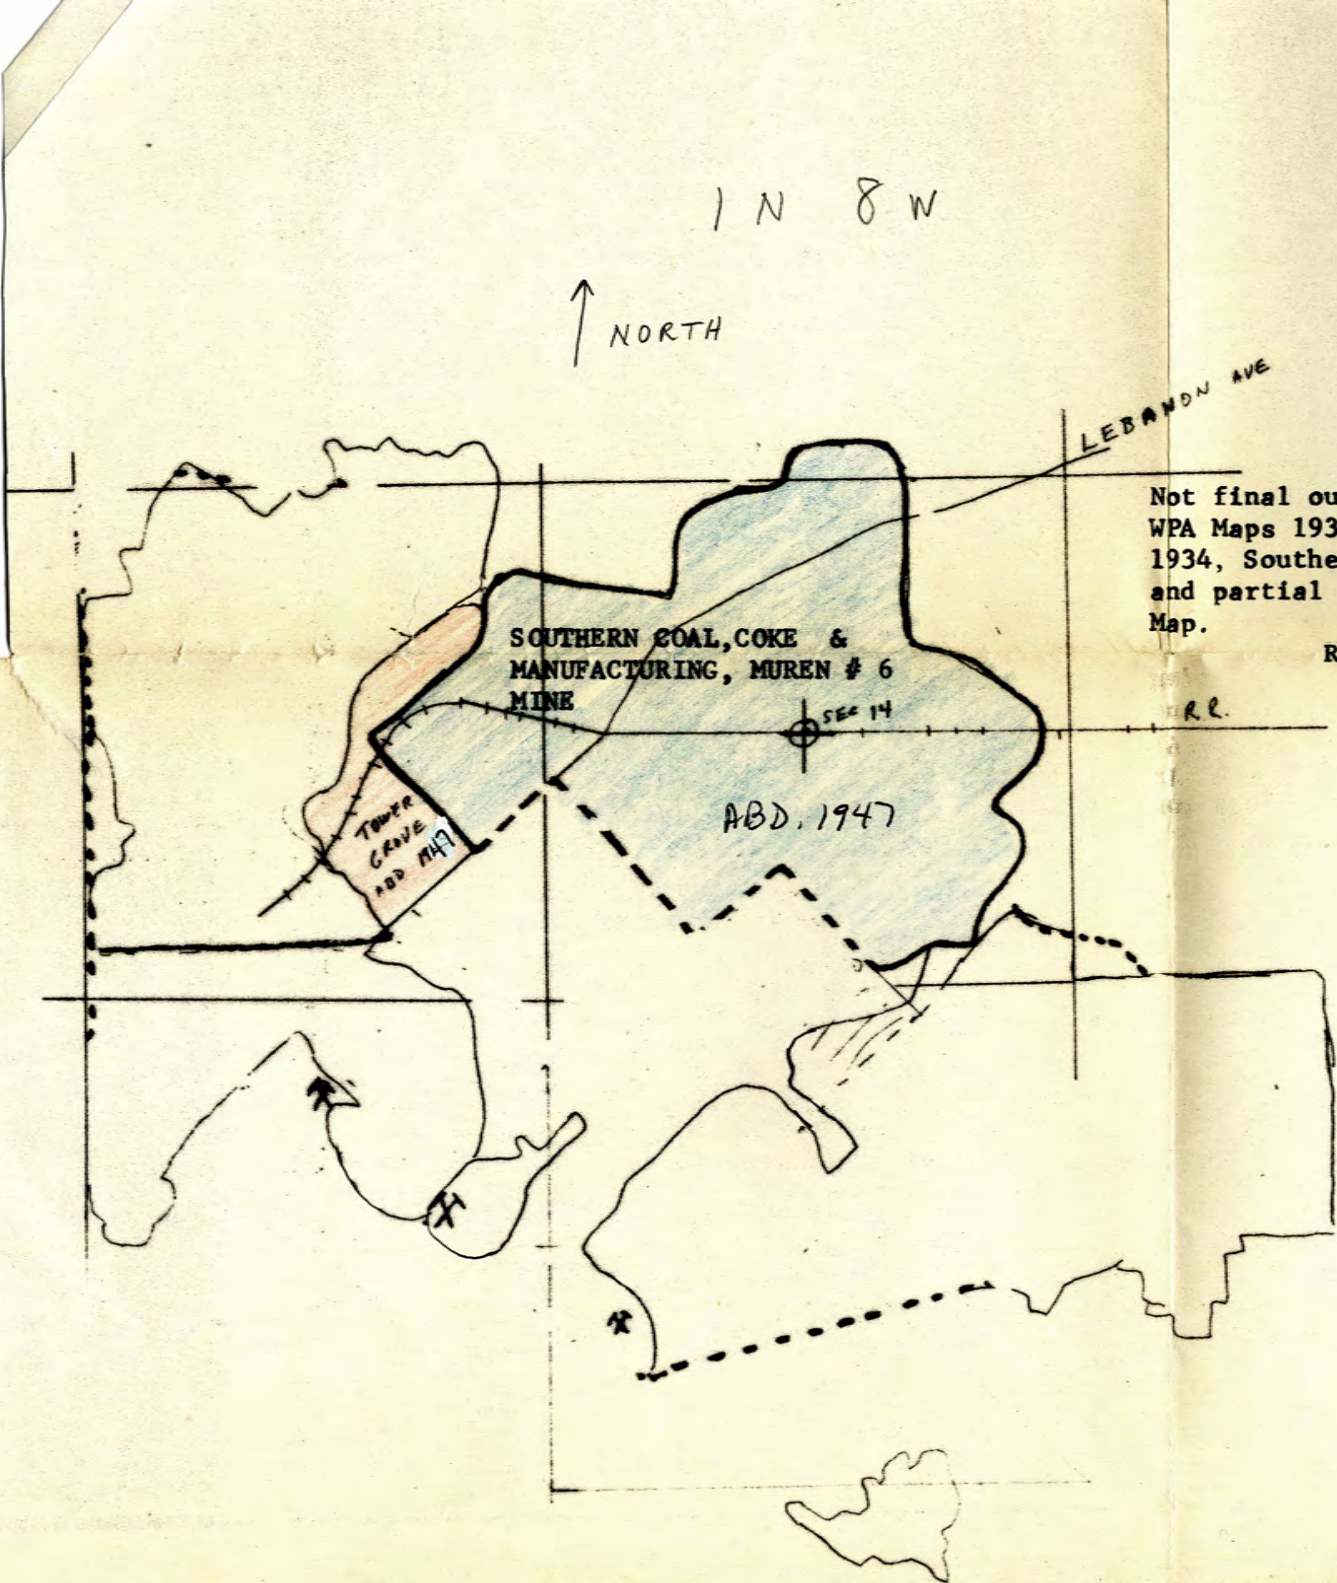 1 N 8 W
NORTH
LEBANON AVE
Not final ou
WPA Maps 193
1934, Southe
and partial
Map.
R
SOUTHERN COAL, COKE &
MANUFACTURING, MUREN # 6
MINE
SEC 14
R.R.
ABD. 1947
TOWER
GROVE
ABD 1947